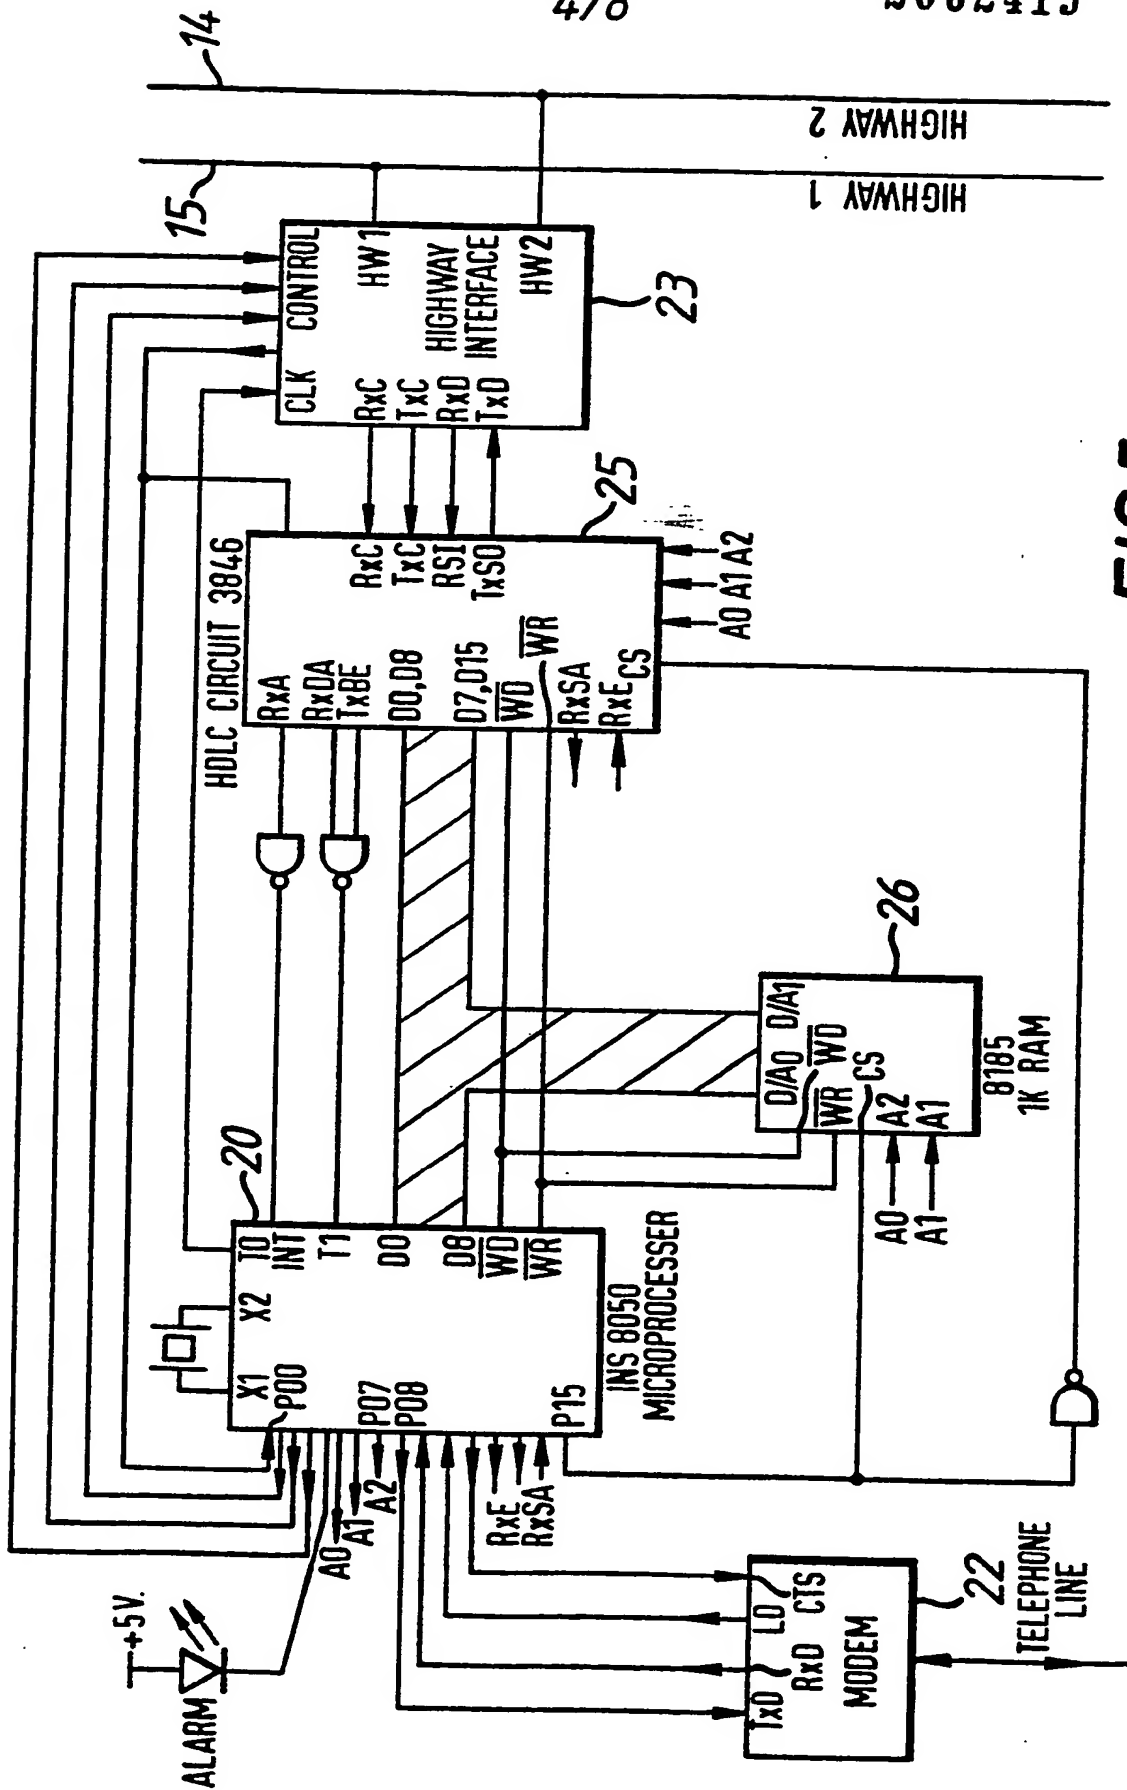 4/8
14
15
HIGHWAY 2
HIGHWAY 1
CLK
CONTROL
HW1
HIGHWAY
INTERFACE
HW2
RxC
TxC
RxD
TxD
23
HDLC CIRCUIT 3846
25
RxC
TxC
RSI
TxSO
RxA
RxDA
TxBE
D0,D8
D7,D15
WD
WR
RxSA
RxE
CS
A0 A1 A2
26
D/A0 D/A1
WD
WR
CS
A2
A1
A0
A1
8185
1K RAM
20
X1
X2
T0
INT
T1
D0
D8
WD
WR
P00
P07
P08
P15
INS 8050
MICROPROCESSER
+5V.
ALARM
A0
A1
A2
RxE
RxSA
TxD
RxD
LD
CTS
MODEM
22
TELEPHONE
LINE